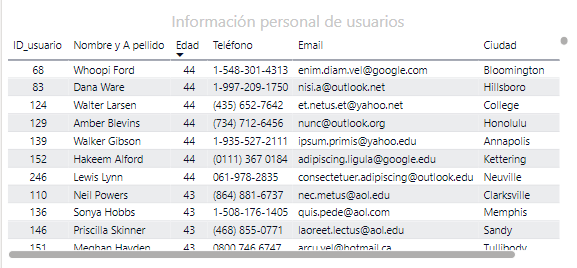 Información personal de usuarios
ID_usuario Nombre y A pellido Edad Teléfono Email Ciudad
68 Whoopi Ford 44 1-548-301-4313 enim.diam.vel@google.com Bloomington
83 Dana Ware 44 1-997-209-1750 nisi.a@outlook.net Hillsboro
124 Walter Larsen 44 (435) 652-7642 et.netus.et@yahoo.net College
129 Amber Blevins 44 (734) 712-6456 nunc@outlook.org Honolulu
139 Walker Gibson 44 1-935-527-2111 ipsum.primis@yahoo.edu Annapolis
152 Hakeem Alford 44 (0111) 367 0184 adipiscing.ligula@google.edu Kettering
246 Lewis Lynn 44 061-978-2835 consectetuer.adipiscing@outlook.edu Neuville
110 Neil Powers 43 (864) 881-6737 nec.metus@aol.edu Clarksville
136 Sonya Hobbs 43 1-508-176-1405 quis.pede@aol.com Memphis
146 Priscilla Skinner 43 (468) 855-0771 laoreet.lectus@aol.edu Sandy
151 Meghan Hayden 43 0800 746 6747 arcu.vel@hotmail.ca Tullibody